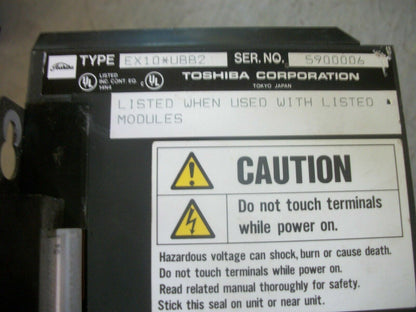 Toshiba TYPE EX10*UBB2 SER. NO. 5900006
UL LISTED UL TOSHIBA CORPORATION
INC. CONT. EQ.
TOKYO JAPAN
LISTED WHEN USED WITH LISTED
MODULES
CAUTION
Do not touch terminals
while power on.
Hazardous voltage can shock, burn or cause death.
Do not touch terminals while power on.
Read related manual thoroughly for safety.
Stick this seal on unit or near unit.